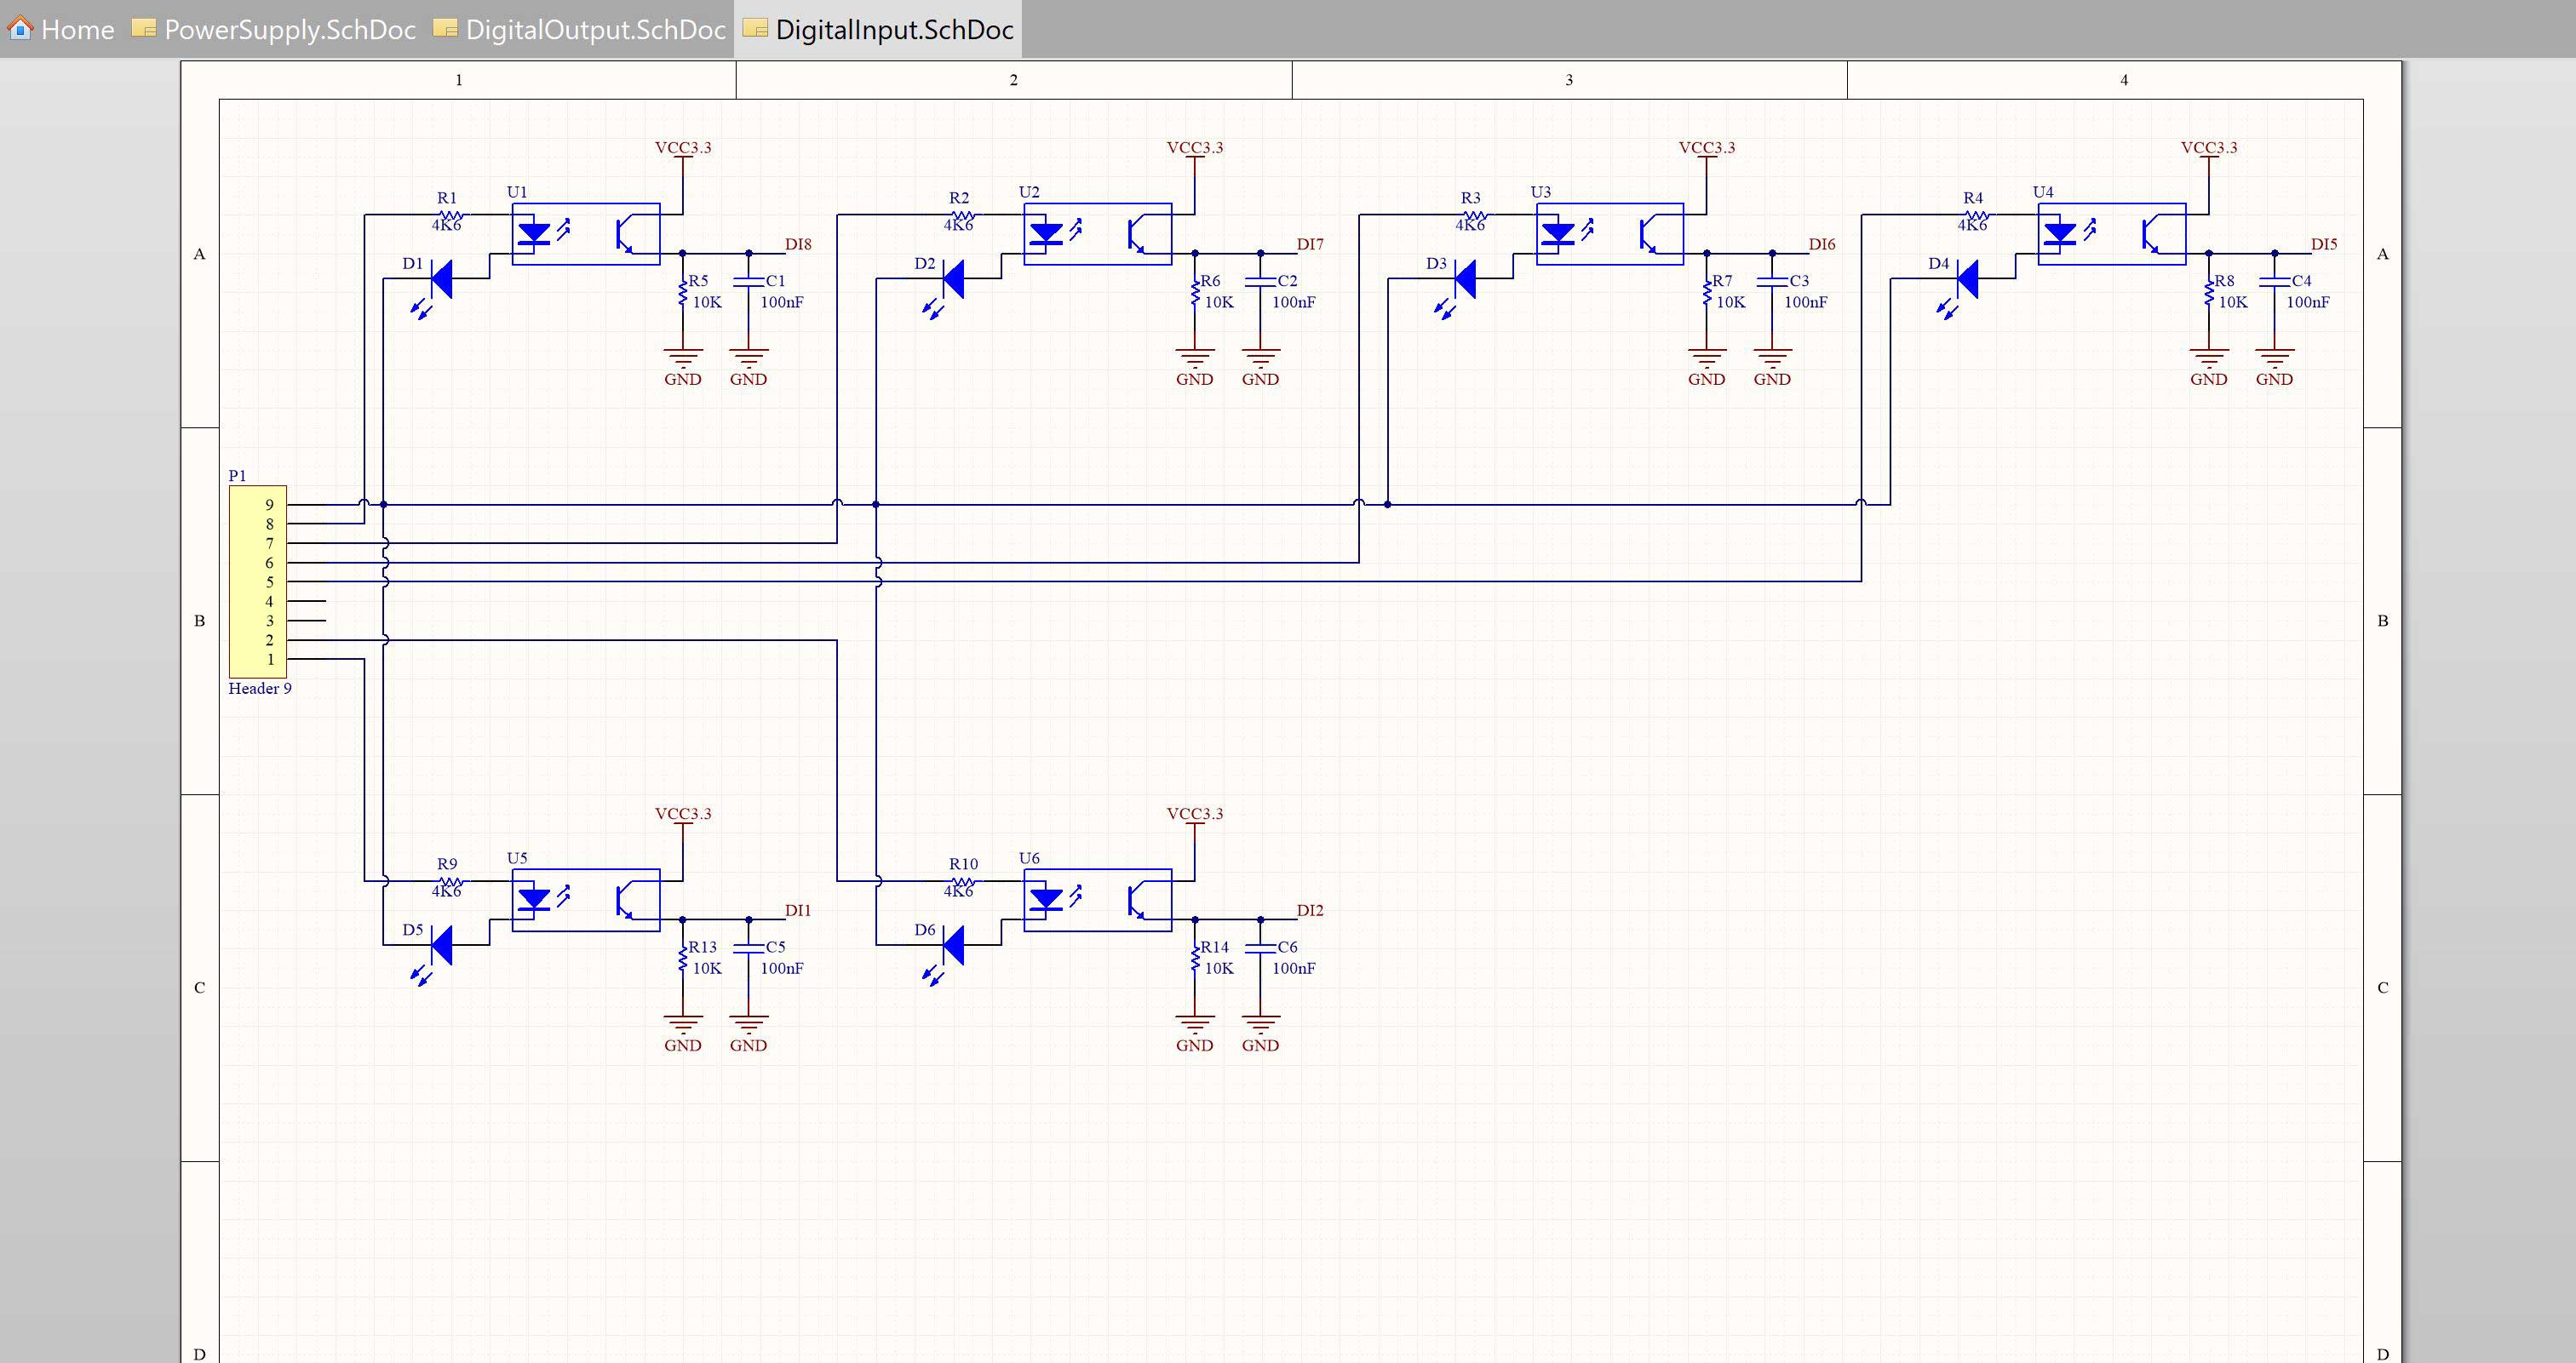 Home PowerSupply.SchDoc DigitalOutput.SchDoc DigitalInput.SchDoc
1 2 3 4
VCC3.3 VCC3.3 VCC3.3 VCC3.3
R1 U1 R2 U2 R3 U3 R4 U4
4K6 4K6 4K6 4K6
A DI8 DI7 DI6 DI5 A
D1 D2 D3 D4
R5 C1 R6 C2 R7 C3 R8 C4
10K 100nF 10K 100nF 10K 100nF 10K 100nF
GND GND GND GND GND GND GND GND
P1
9
8
7
6
5
4
B 3 B
2
1
Header 9
VCC3.3 VCC3.3
R9 U5 R10 U6
4K6 4K6
DI1 DI2
D5 D6
R13 C5 R14 C6
10K 100nF 10K 100nF
C C
GND GND GND GND
D D